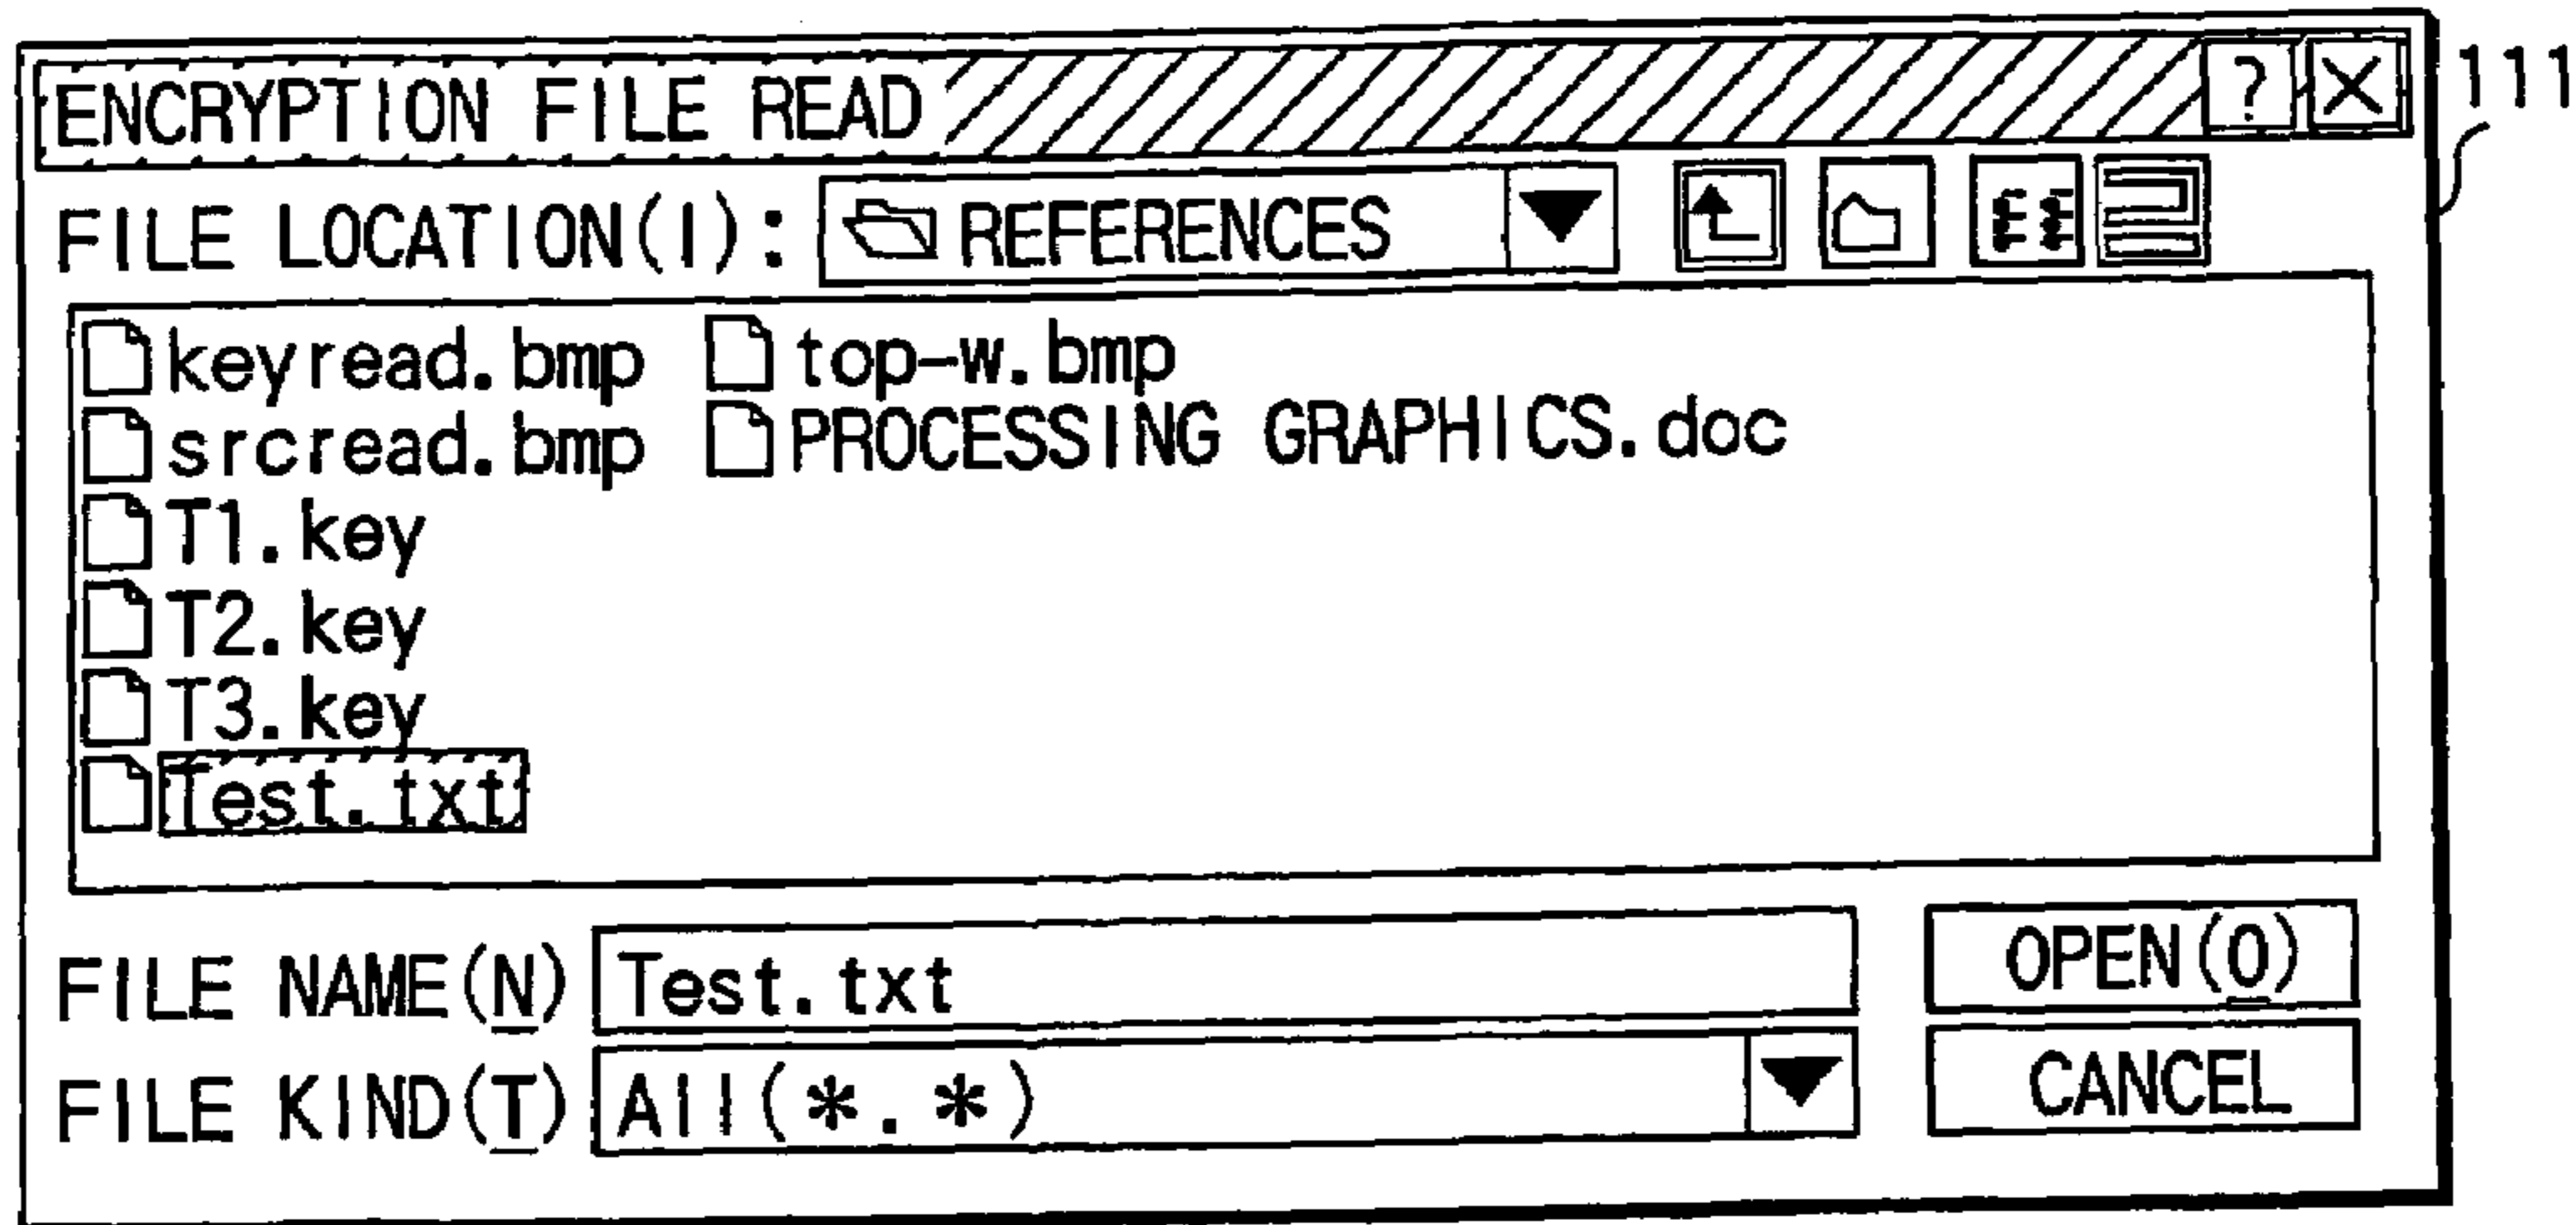 ENCRYPTION FILE READ ? X
111
FILE LOCATION(I): REFERENCES
keyread.bmp top-w.bmp
srcread.bmp PROCESSING GRAPHICS.doc
T1.key
T2.key
T3.key
Test.txt
FILE NAME(N) Test.txt OPEN(O)
FILE KIND(T) All(*.*) CANCEL